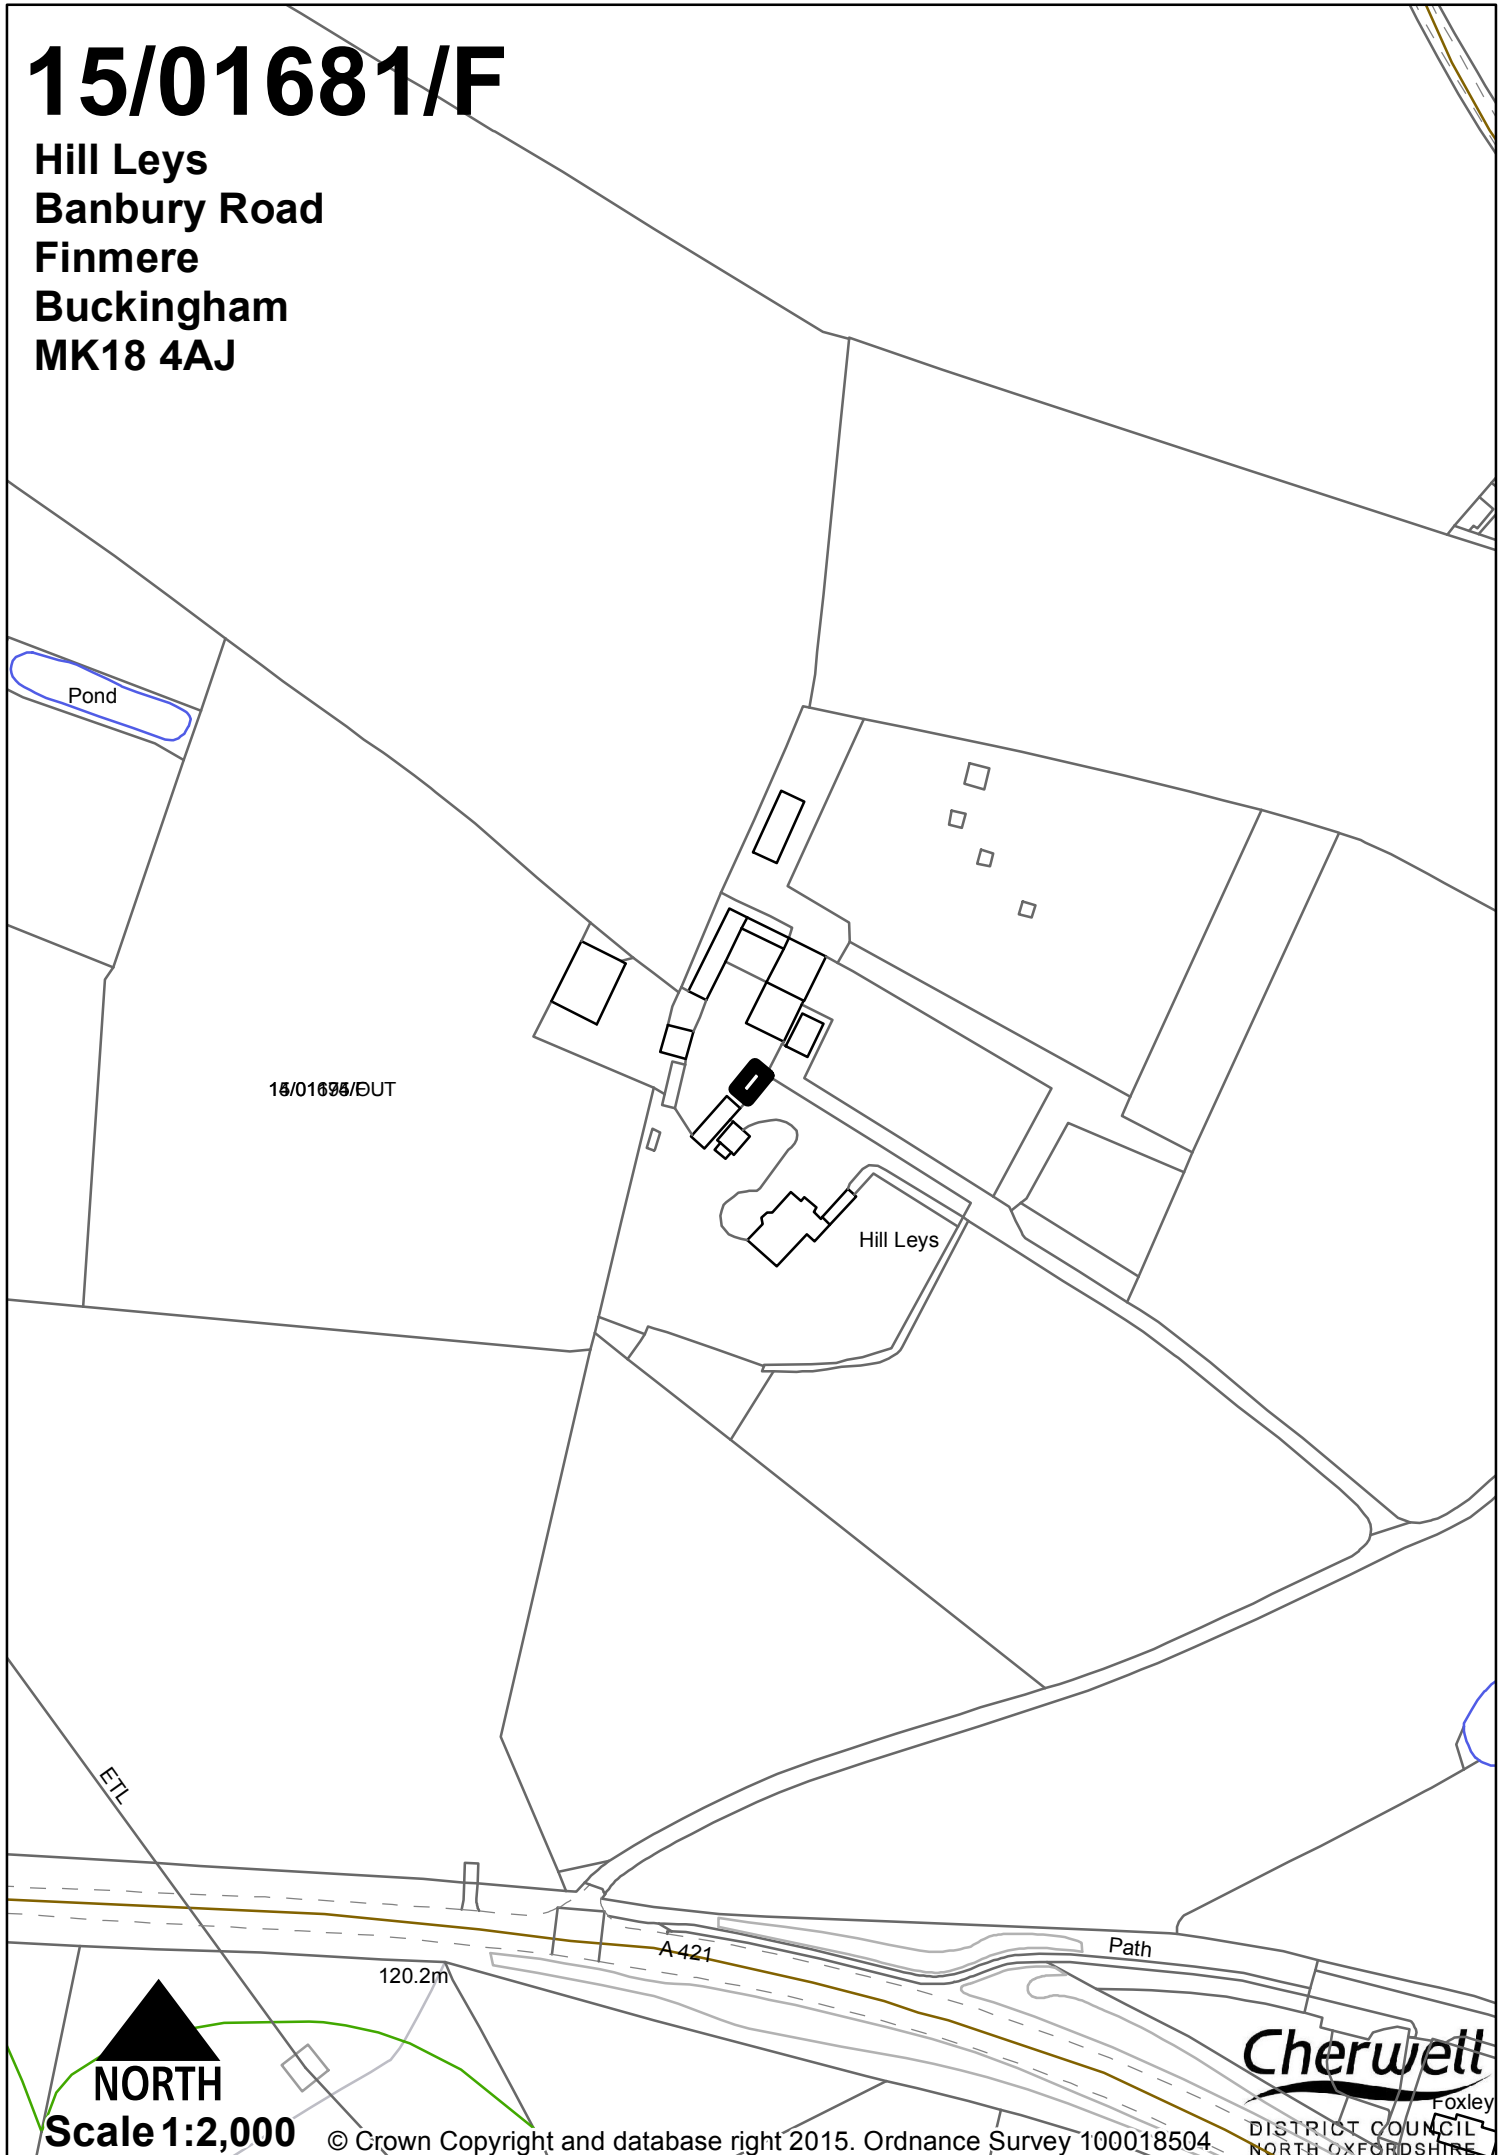 15/01681/F
Hill Leys
Banbury Road
Finmere
Buckingham
MK18 4AJ
Pond
Hill Leys
ETL
A 421
Path
120.2m
NORTH
Scale 1:2,000
© Crown Copyright and database right 2015. Ordnance Survey 100018504
Cherwell
Foxley
DISTRICT COUNCIL
NORTH OXFORDSHIRE